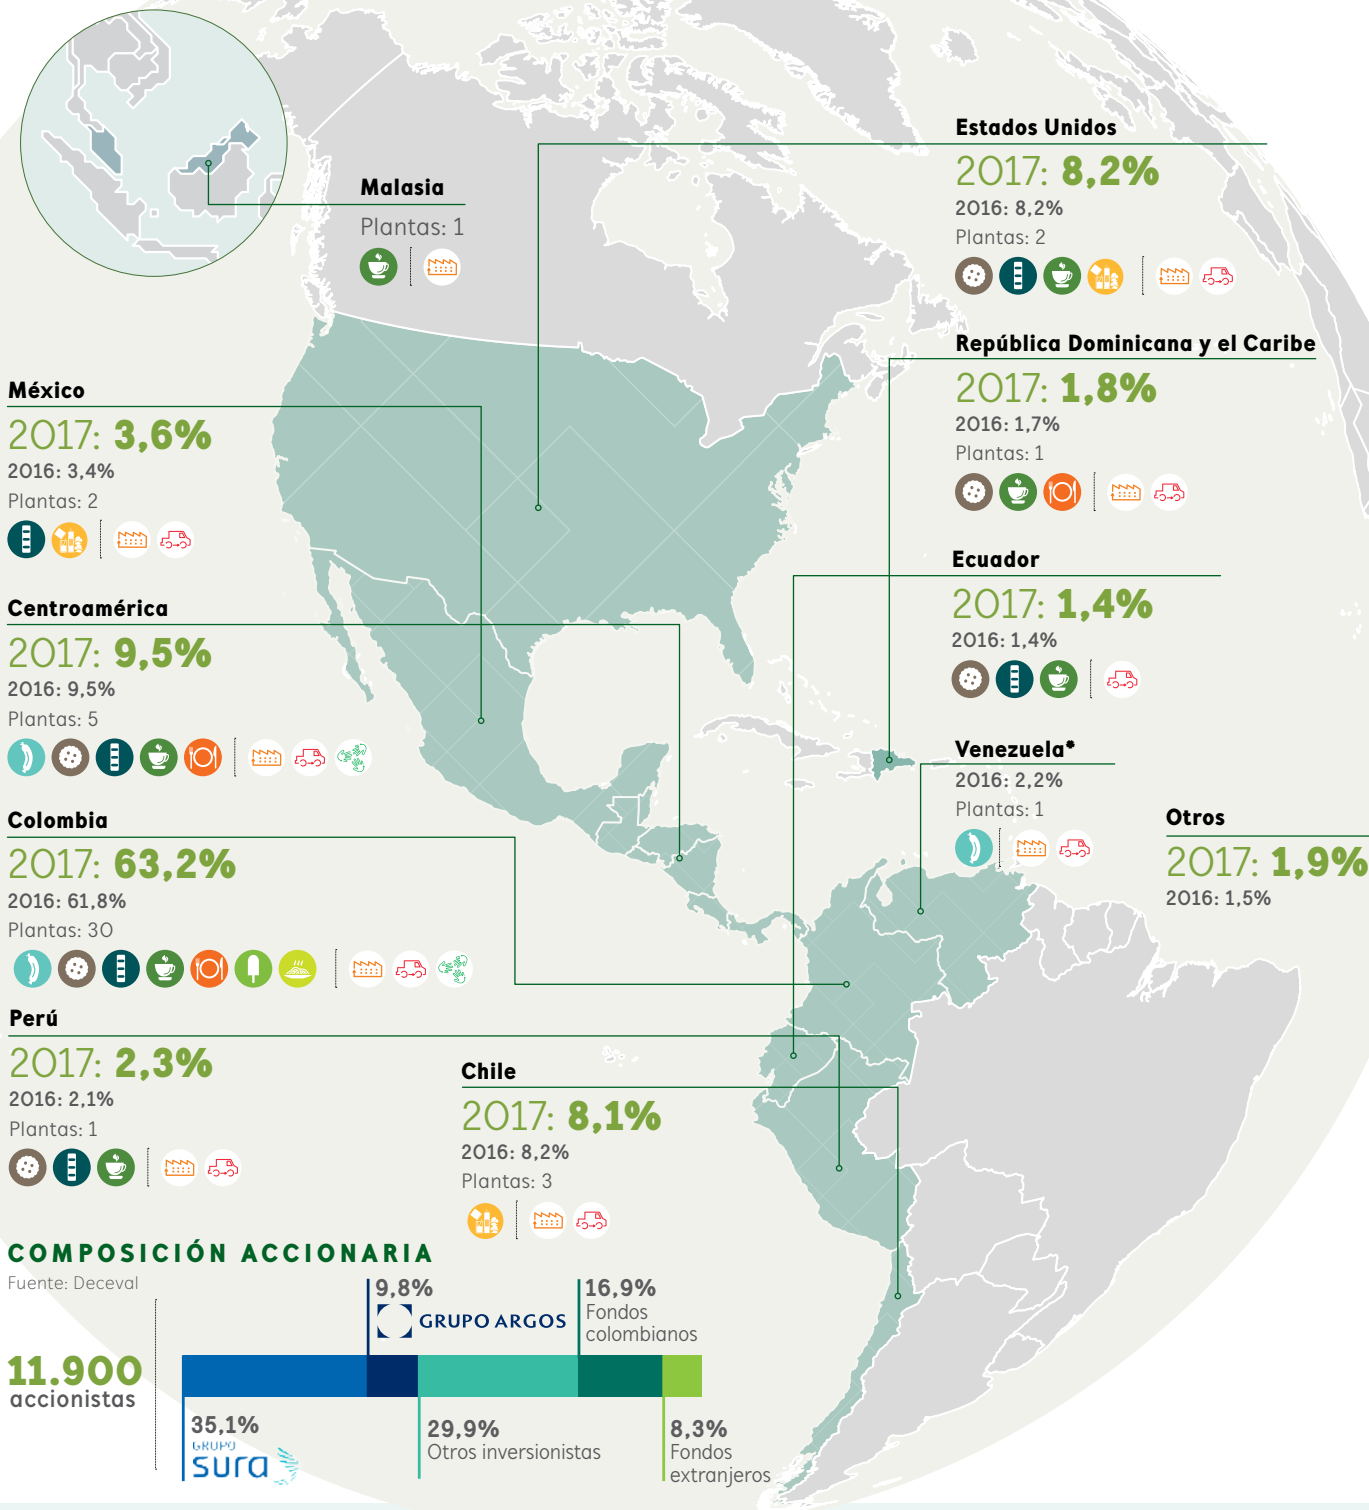 Malasia
Plantas: 1
Estados Unidos
2017: 8,2%
2016: 8,2%
Plantas: 2
República Dominicana y el Caribe
2017: 1,8%
2016: 1,7%
Plantas: 1
México
2017: 3,6%
2016: 3,4%
Plantas: 2
Ecuador
2017: 1,4%
2016: 1,4%
Centroamérica
2017: 9,5%
2016: 9,5%
Plantas: 5
Venezuela*
2016: 2,2%
Plantas: 1
Otros
2017: 1,9%
2016: 1,5%
Colombia
2017: 63,2%
2016: 61,8%
Plantas: 30
Perú
2017: 2,3%
2016: 2,1%
Plantas: 1
Chile
2017: 8,1%
2016: 8,2%
Plantas: 3
COMPOSICIÓN ACCIONARIA
Fuente: Deceval
11.900
accionistas
9,8%
GRUPO ARGOS
16,9%
Fondos
colombianos
35,1%
GRUPO
sura
29,9%
Otros inversionistas
8,3%
Fondos
extranjeros